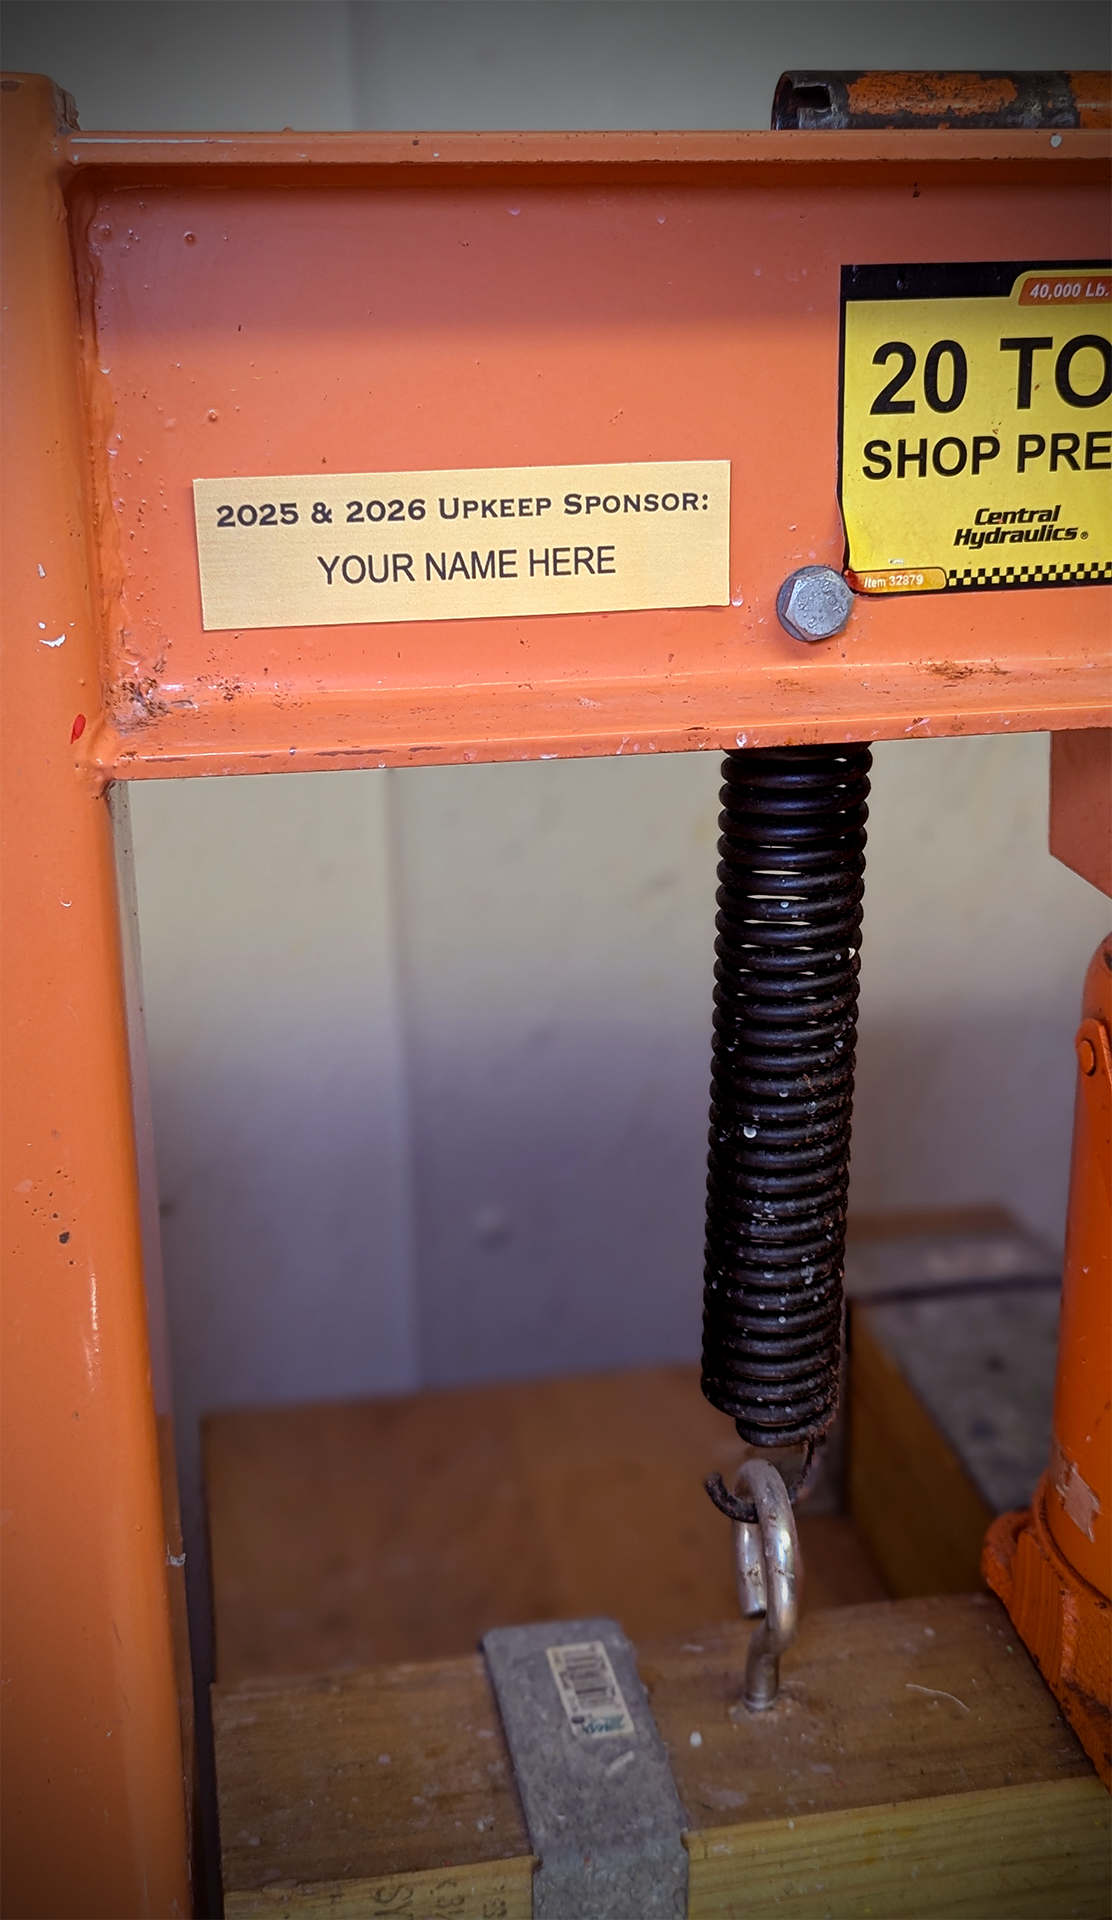 40,000 Lb.
20 TO
SHOP PRE
Central
Hydraulics®
Item 32879
2025 & 2026 Upkeep Sponsor:
YOUR NAME HERE